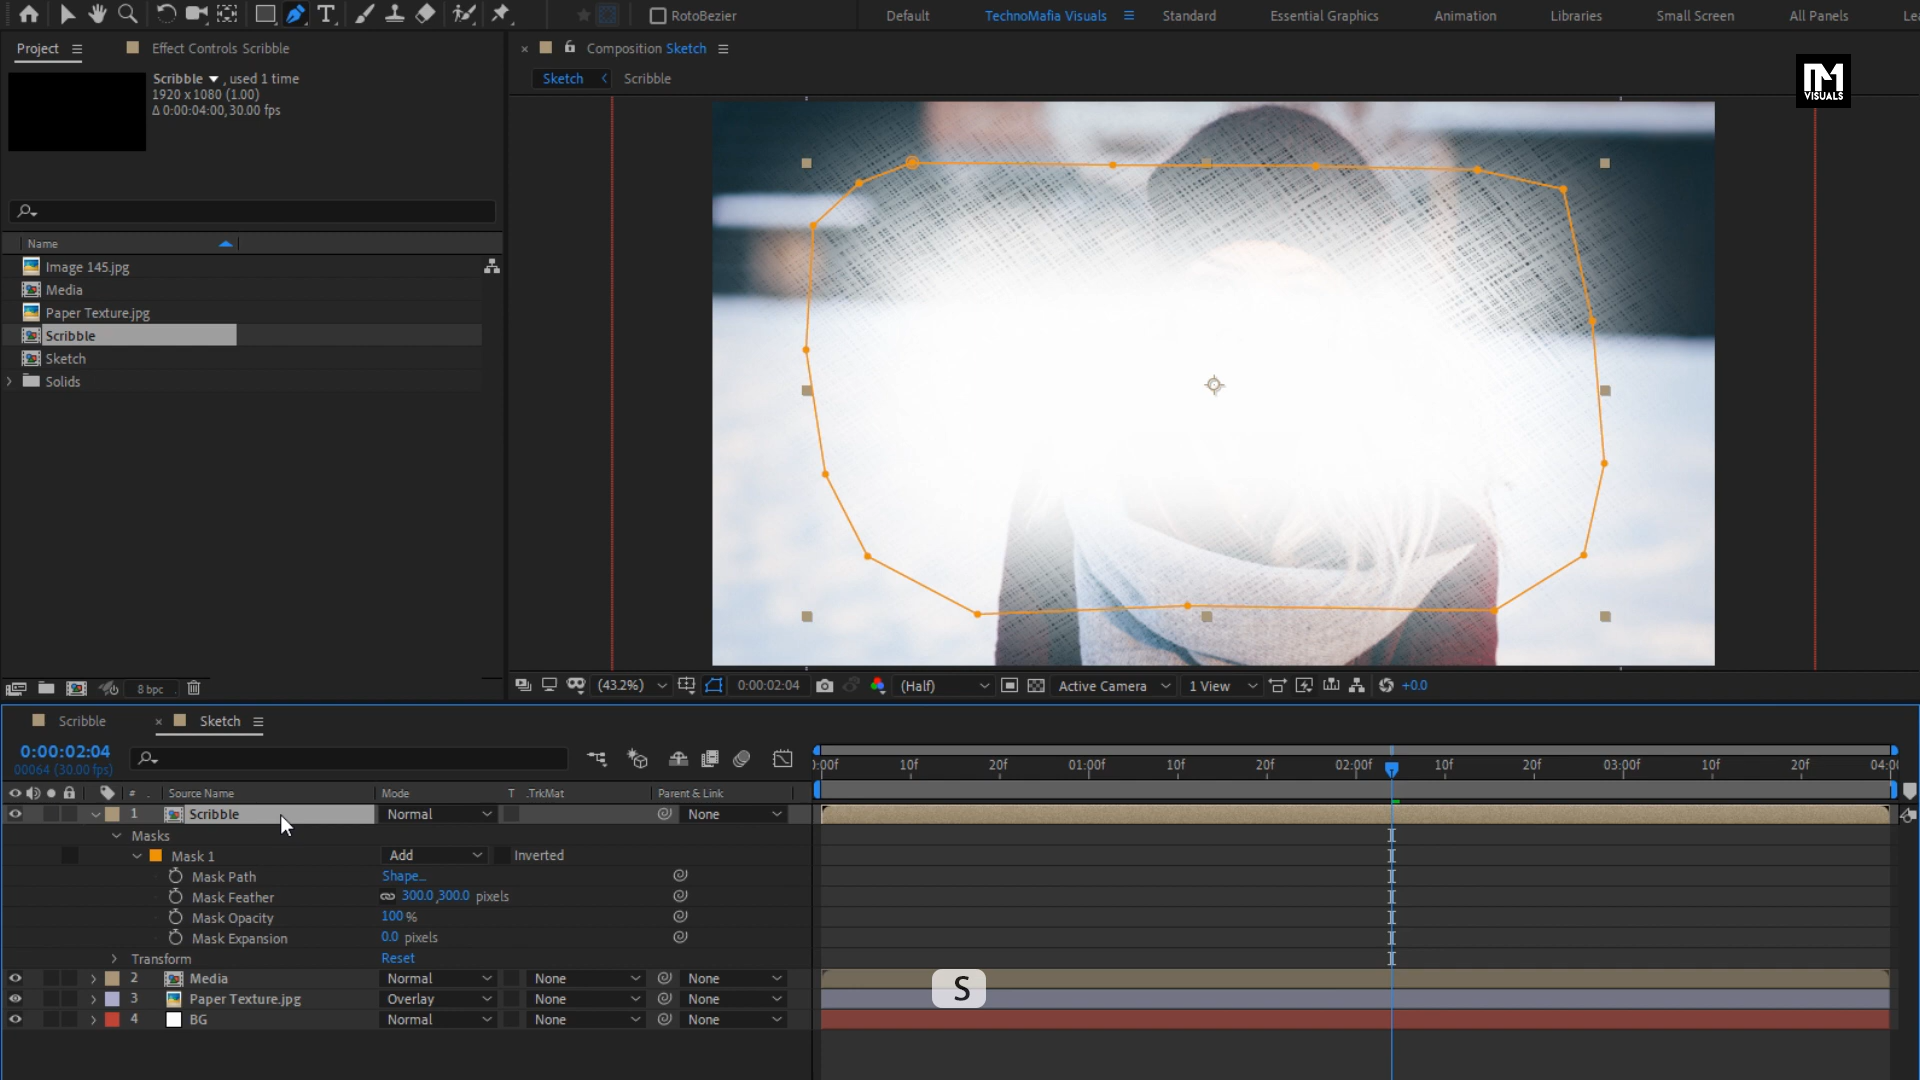 RotoBezier
Default
TechnoMafia Visuals
Standard
Essential Graphics
Animation
Libraries
Small Screen
All Panels
Project
Effect Controls Scribble
Scribble , used 1 time
1920 x 1080 (1.00)
Δ 0:00:04:00, 30.00 fps
Name
Image 145.jpg
Media
Paper Texture.jpg
Scribble
Sketch
Solids
8 bpc
Composition Sketch
Sketch
Scribble
VISUALS
(43.2%)
0:00:02:04
(Half)
Active Camera
1 View
+0.0
Scribble
Sketch
0:00:02:04
00064 (30.00 fps)
:00f
10f
20f
01:00f
10f
20f
02:00f
10f
20f
03:00f
10f
20f
# .
Source Name
Mode
T .TrkMat
Parent & Link
1
Scribble
Normal
None
Masks
Mask 1
Add
Inverted
Mask Path
Shape...
Mask Feather
300.0,300.0 pixels
Mask Opacity
100 %
Mask Expansion
0.0 pixels
Transform
Reset
2
Media
Normal
None
None
3
Paper Texture.jpg
Overlay
None
None
4
BG
Normal
None
None
S